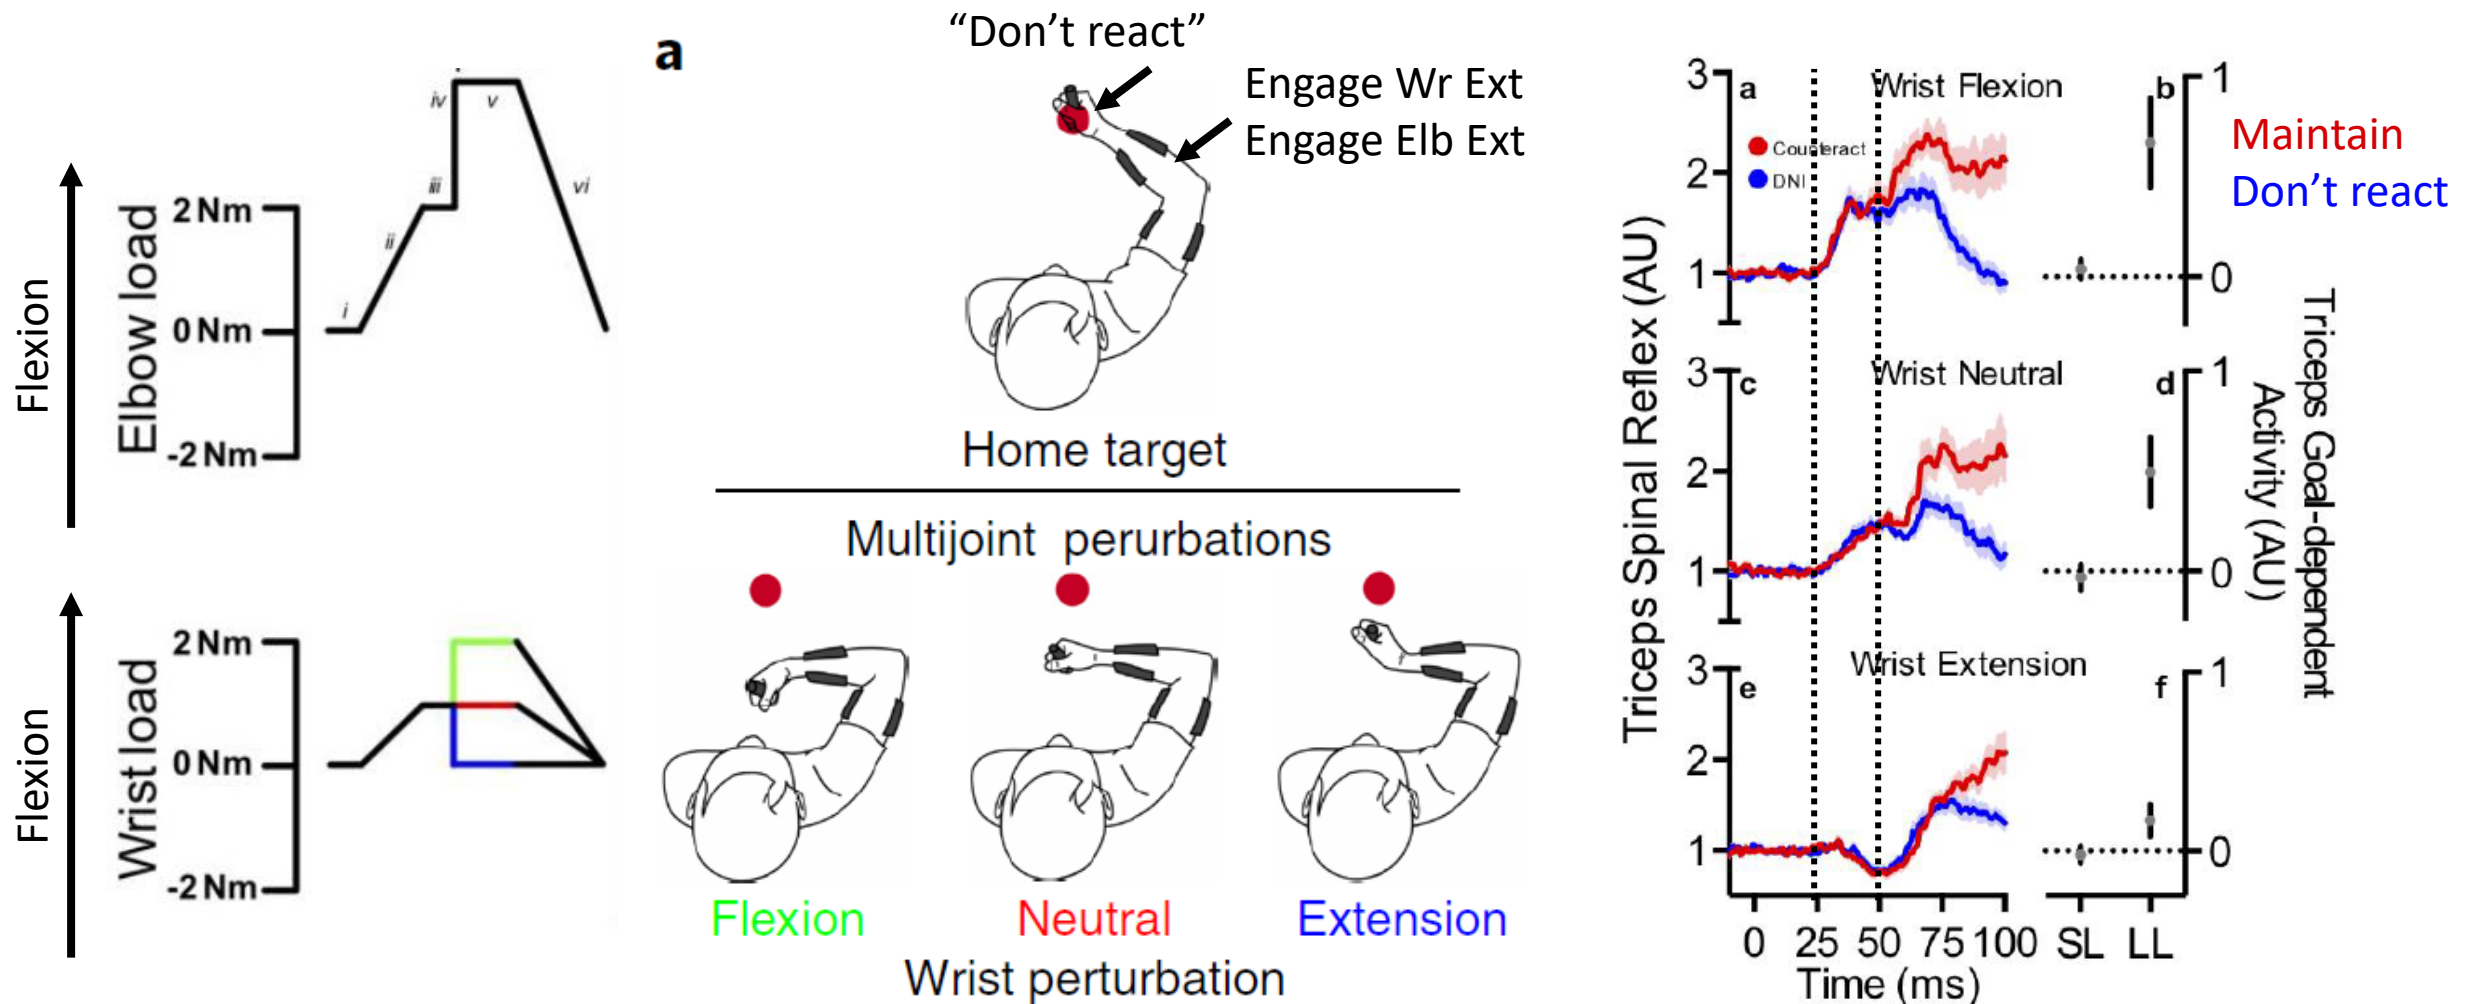 Flexion
Elbow load
2 Nm
0 Nm
-2 Nm
i
ii
iii
iv
v
vi
Flexion
Wrist load
2 Nm
0 Nm
-2 Nm
a
“Don’t react”
Engage Wr Ext
Engage Elb Ext
Home target
Multijoint perurbations
Flexion
Neutral
Extension
Wrist perturbation
Triceps Spinal Reflex (AU)
3
2
1
a
Wrist Flexion
Counteract
DNI
b
1
0
Maintain
Don’t react
3
2
1
c
Wrist Neutral
d
1
0
3
2
1
e
Wrist Extension
f
1
0
Triceps Goal-dependent
Activity (AU)
0 25 50 75 100
SL LL
Time (ms)